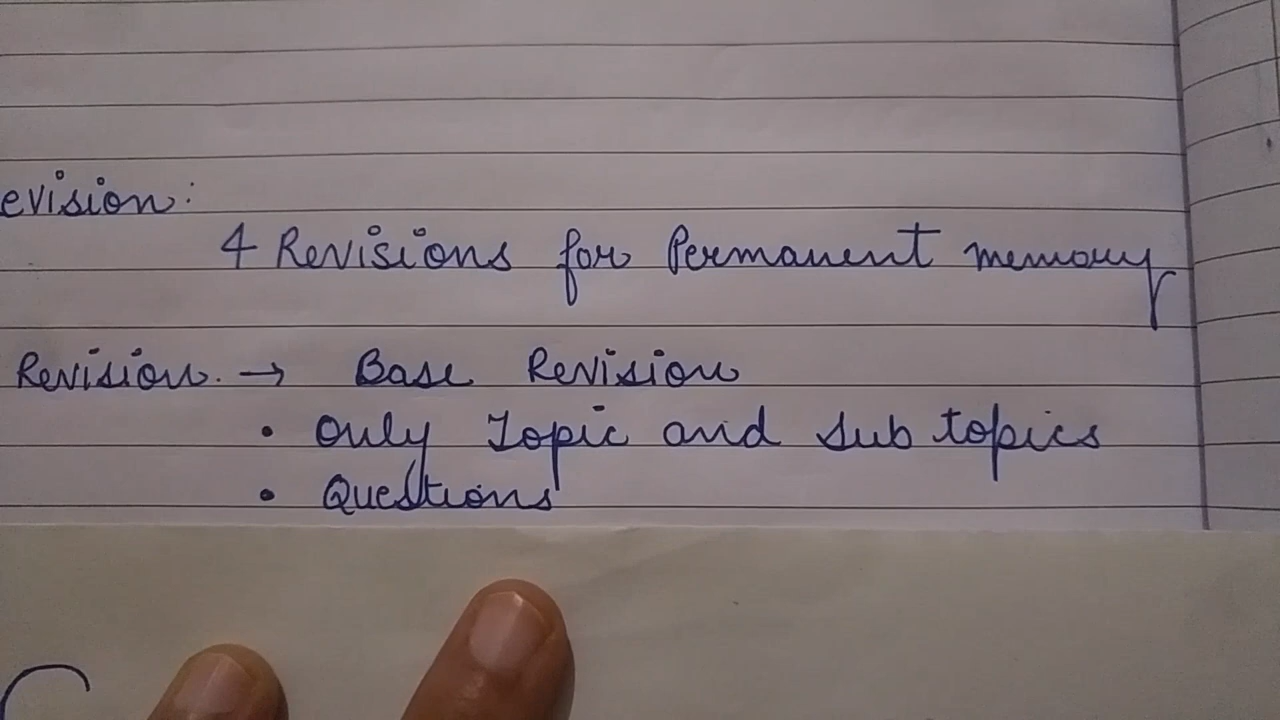 evision:
4 Revisions for Permanent memory
Revision. → Base Revision
• Only Topic and Sub topics
• Questions